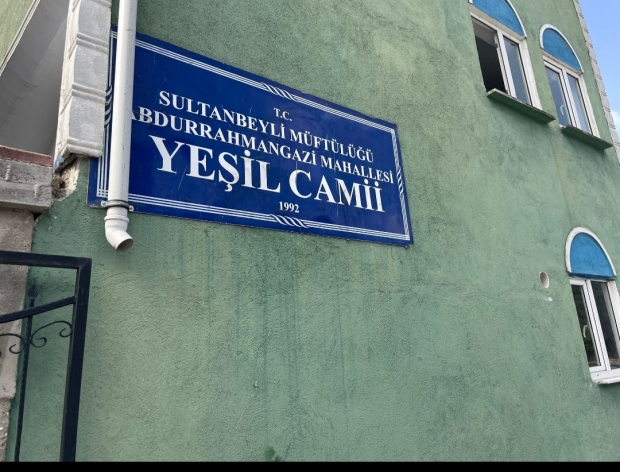 T.C.
SULTANBEYLİ MÜFTÜLÜĞÜ
ABDURRAHMANGAZİ MAHALLESİ
YEŞİL CAMİİ
1992